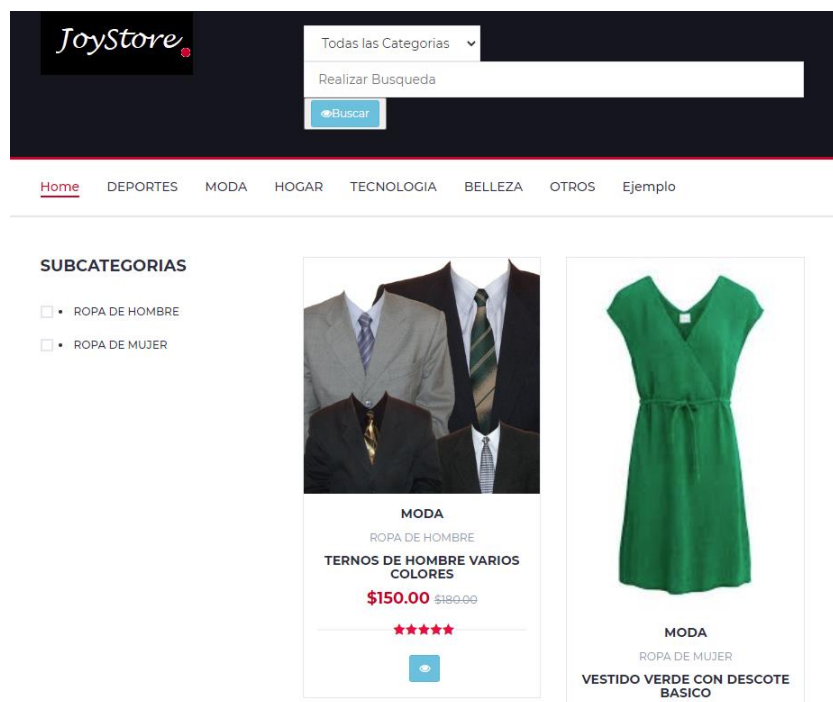 JoyStore
Todas las Categorias
Realizar Busqueda
Buscar
Home DEPORTES MODA HOGAR TECNOLOGIA BELLEZA OTROS Ejemplo
SUBCATEGORIAS
• ROPA DE HOMBRE
• ROPA DE MUJER
MODA
ROPA DE HOMBRE
TERNOS DE HOMBRE VARIOS
COLORES
$150.00 $180.00
MODA
ROPA DE MUJER
VESTIDO VERDE CON DESCOTE
BASICO